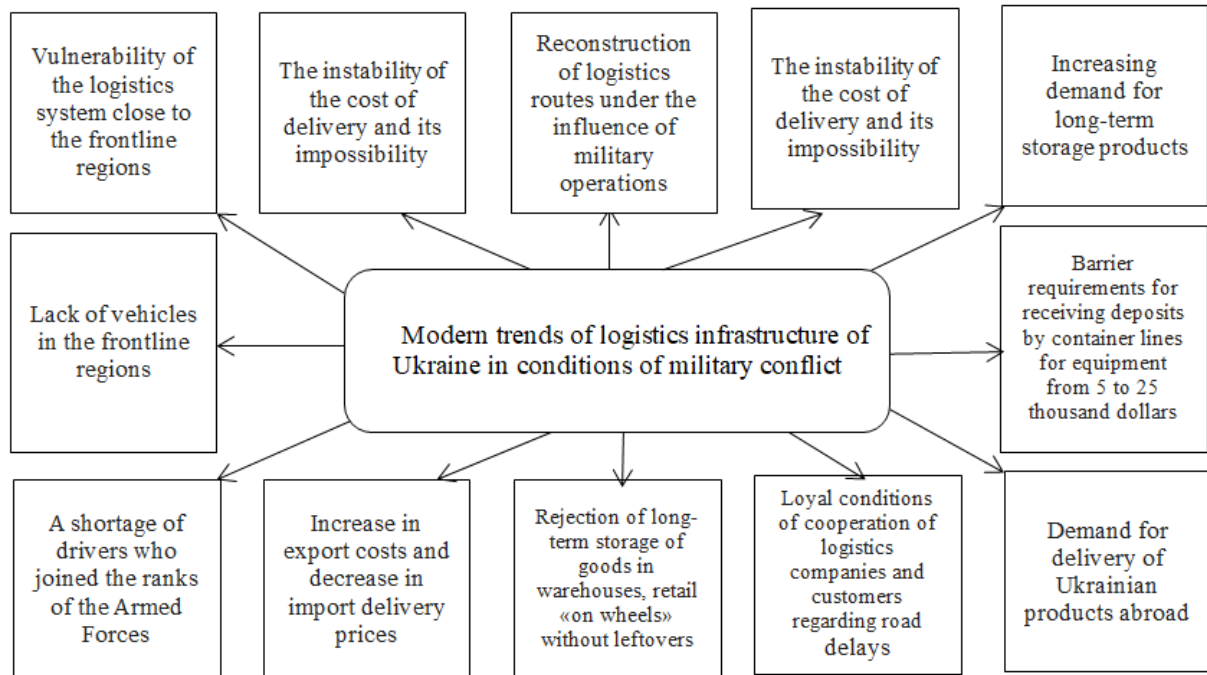 Vulnerability of
the logistics
system close to
the frontline
regions
The instability of
the cost of
delivery and its
impossibility
Reconstruction
of logistics
routes under the
influence of
military
operations
The instability of
the cost of
delivery and its
impossibility
Increasing
demand for
long-term
storage products
Lack of vehicles
in the frontline
regions
Modern trends of logistics infrastructure of
Ukraine in conditions of military conflict
Barrier
requirements for
receiving deposits
by container lines
for equipment
from 5 to 25
thousand dollars
A shortage of
drivers who
joined the ranks
of the Armed
Forces
Increase in
export costs and
decrease in
import delivery
prices
Rejection of long-
term storage of
goods in
warehouses, retail
«on wheels»
without leftovers
Loyal conditions
of cooperation of
logistics
companies and
customers
regarding road
delays
Demand for
delivery of
Ukrainian
products abroad